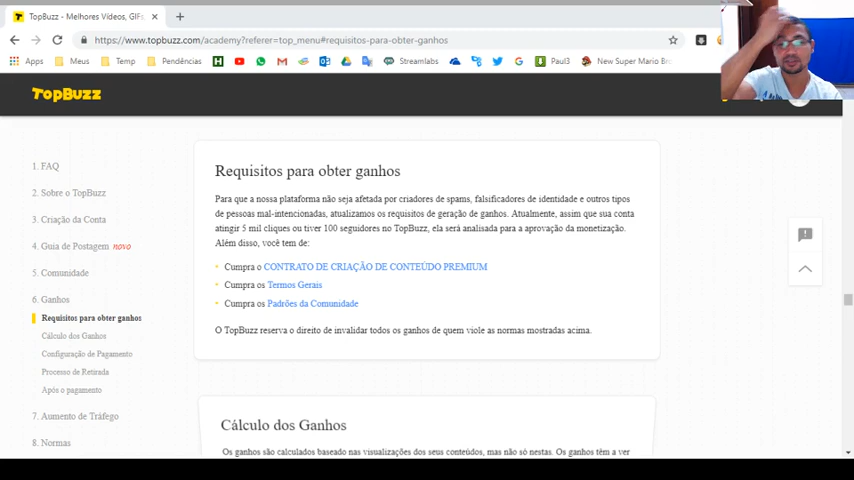 TopBuzz - Melhores Vídeos, GIFs,
https://www.topbuzz.com/academy?referer=top_menu#requisitos-para-obter-ganhos
Apps Meus Temp Pendências Streamlabs Paul3 New Super Mario Bro
TOPBUZZ
1. FAQ
2. Sobre o TopBuzz
3. Criação da Conta
4. Guia de Postagem novo
5. Comunidade
6. Ganhos
Requisitos para obter ganhos
Cálculo dos Ganhos
Configuração de Pagamento
Processo de Retirada
Após o pagamento
7. Aumento de Tráfego
8. Normas
Requisitos para obter ganhos
Para que a nossa plataforma não seja afetada por criadores de spams, falsificadores de identidade e outros tipos
de pessoas mal-intencionadas, atualizamos os requisitos de geração de ganhos. Atualmente, assim que sua conta
atingir 5 mil cliques ou tiver 100 seguidores no TopBuzz, ela será analisada para a aprovação da monetização.
Além disso, você tem de:
Cumpra o CONTRATO DE CRIAÇÃO DE CONTEÚDO PREMIUM
Cumpra os Termos Gerais
Cumpra os Padrões da Comunidade
O TopBuzz reserva o direito de invalidar todos os ganhos de quem viole as normas mostradas acima.
Cálculo dos Ganhos
Os ganhos são calculados baseado nas visualizações dos seus conteúdos, mas não só nestas. Os ganhos têm a ver